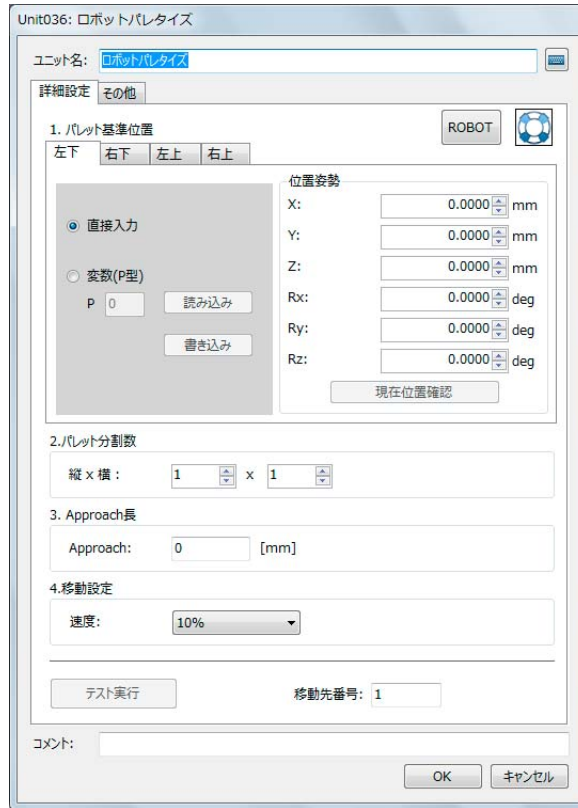 Unit036: ロボットパレタイズ
ユニット名: ロボットパレタイズ
詳細設定 その他
1. パレット基準位置 ROBOT
左下 右下 左上 右上
位置姿勢
直接入力
変数(P型)
P 0 読み込み
書き込み
X: 0.0000 mm
Y: 0.0000 mm
Z: 0.0000 mm
Rx: 0.0000 deg
Ry: 0.0000 deg
Rz: 0.0000 deg
現在位置確認
2.パレット分割数
縦 x 横 : 1 x 1
3. Approach長
Approach: 0 [mm]
4.移動設定
速度: 10%
テスト実行 移動先番号: 1
コメント:
OK キャンセル